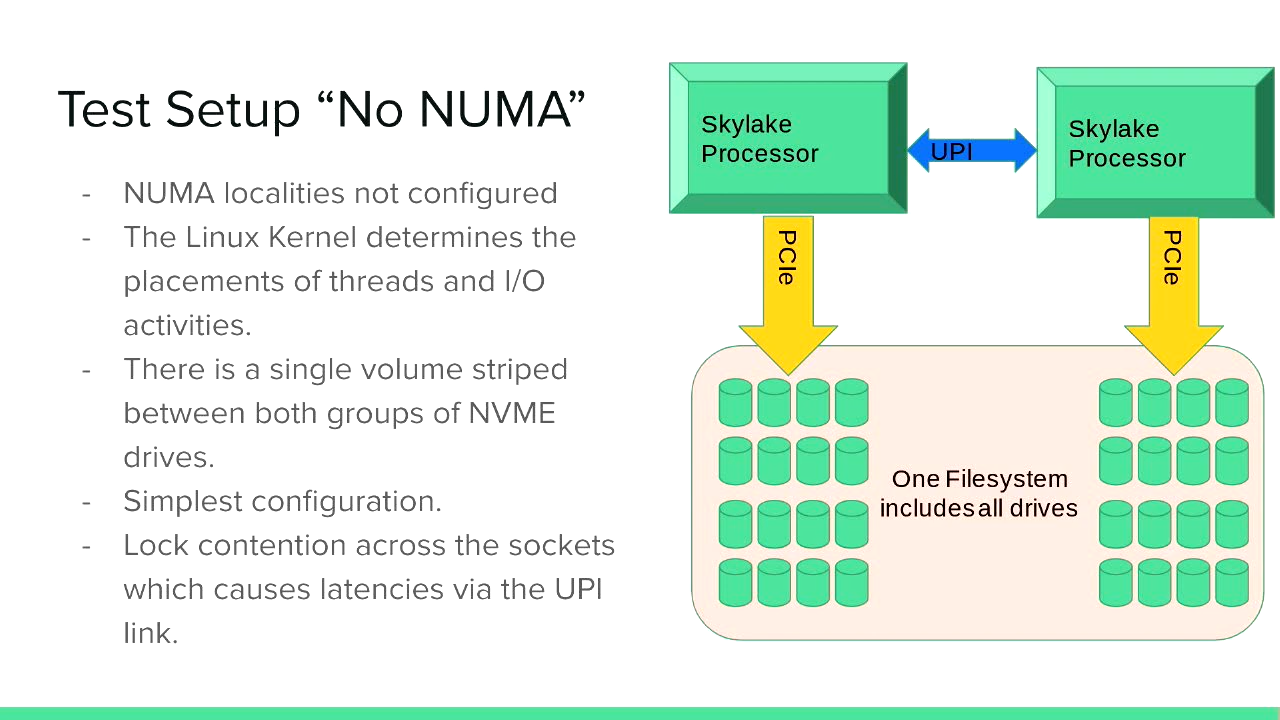 Test Setup “No NUMA”
- NUMA localities not configured
- The Linux Kernel determines the
placements of threads and I/O
activities.
- There is a single volume striped
between both groups of NVME
drives.
- Simplest configuration.
- Lock contention across the sockets
which causes latencies via the UPI
link.
Skylake
Processor
UPI
Skylake
Processor
PCIe
PCIe
One Filesystem
includes all drives